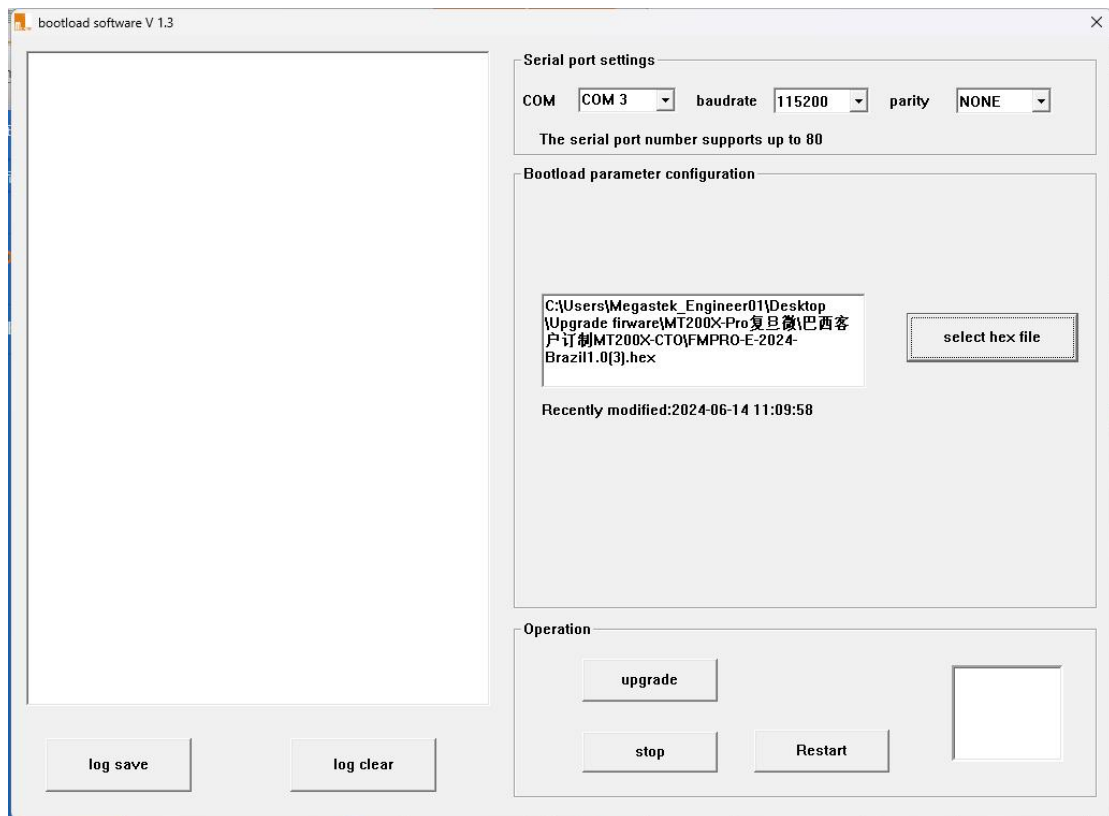 bootload software V 1.3
Serial port settings
COM COM 3 baudrate 115200 parity NONE
The serial port number supports up to 80
Bootload parameter configuration
C:\Users\Megastek_Engineer01\Desktop
\Upgrade firware\MT200X-Pro复旦微\巴西客
户订制MT200X-CTO\FMPRO-E-2024-
Brazil1.0(3).hex
select hex file
Recently modified:2024-06-14 11:09:58
Operation
upgrade
stop Restart
log save log clear